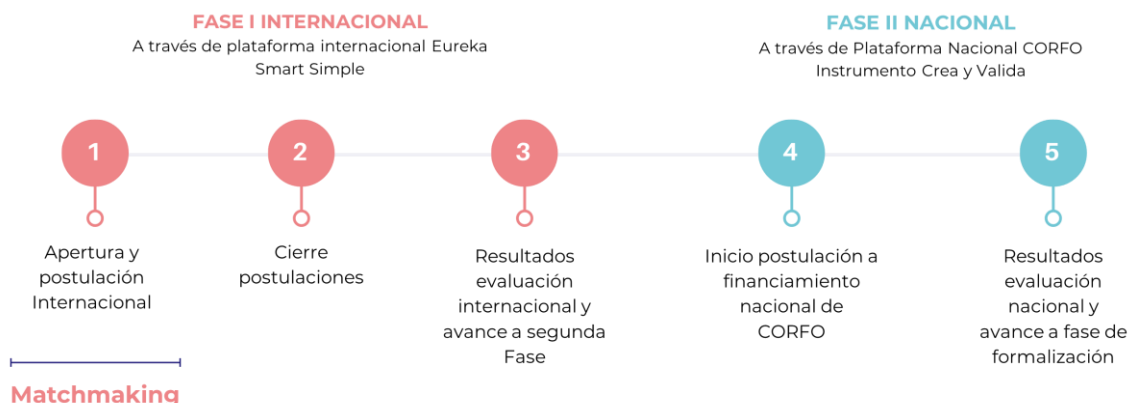 FASE I INTERNACIONAL
A través de plataforma internacional Eureka
Smart Simple
FASE II NACIONAL
A través de Plataforma Nacional CORFO
Instrumento Crea y Valida
1
2
3
4
5
Apertura y
postulación
Internacional
Cierre
postulaciones
Resultados
evaluación
internacional y
avance a segunda
Fase
Inicio postulación a
financiamiento
nacional de
CORFO
Resultados
evaluación
nacional y
avance a fase de
formalización
Matchmaking